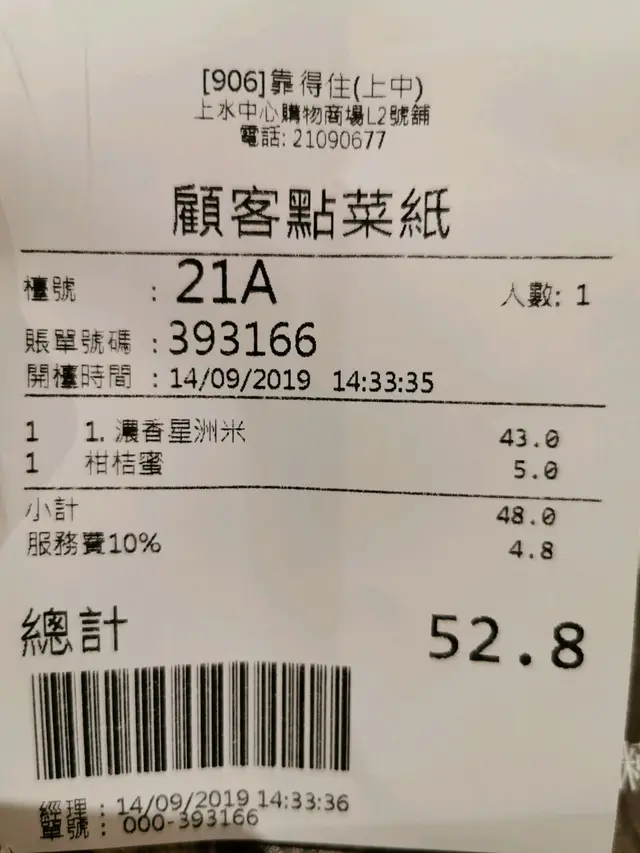 [906]靠得住(上中)
上水中心購物商場L2號舖
電話: 21090677
顧客點菜紙
檯號 : 21A 人數: 1
賬單號碼 : 393166
開檯時間 : 14/09/2019 14:33:35
1 1. 濃香星洲米 43.0
1 柑桔蜜 5.0
小計 48.0
服務費10% 4.8
總計 52.8
經理 : 14/09/2019 14:33:36
單號 : 000-393166